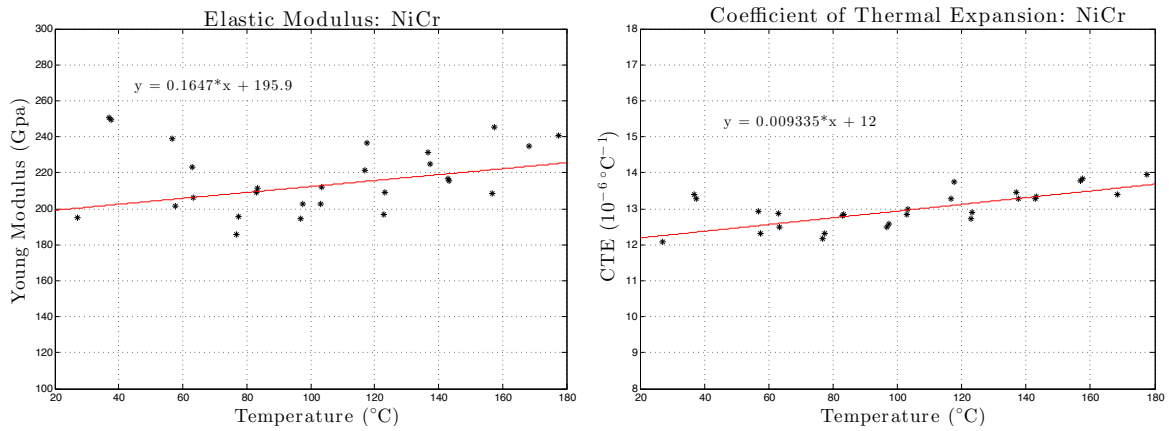 Elastic Modulus: NiCr
300
280
260
240
220
200
180
160
140
120
100
Young Modulus (Gpa)
y = 0.1647*x + 195.9
20 40 60 80 100 120 140 160 180
Temperature (°C)
Coefficient of Thermal Expansion: NiCr
18
17
16
15
14
13
12
11
10
9
8
CTE (10⁻⁶ °C⁻¹)
y = 0.009335*x + 12
20 40 60 80 100 120 140 160 180
Temperature (°C)